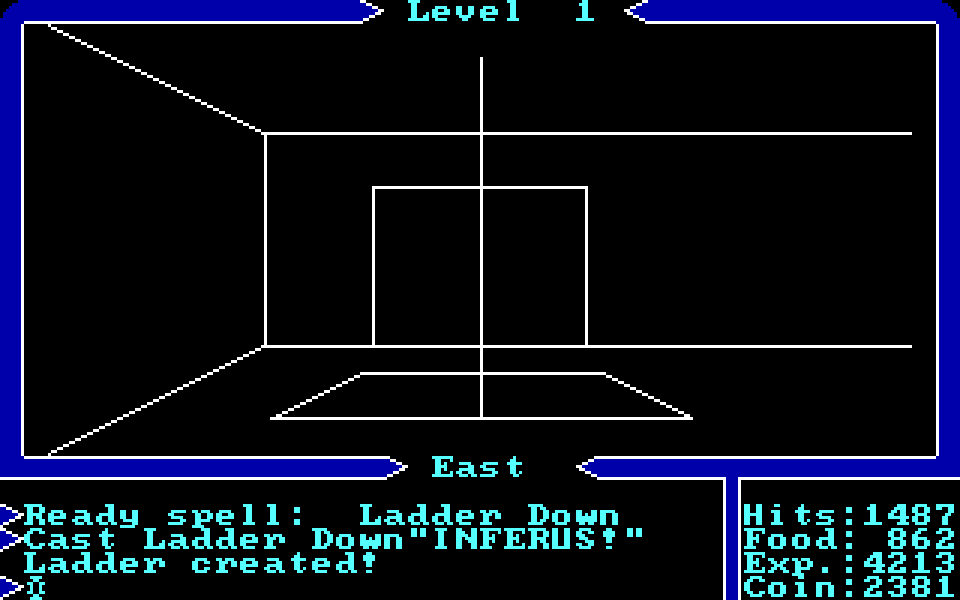 Level  1
East
Ready spell:  Ladder Down
Cast Ladder Down"INFERUS!"
Ladder created!
Hits:1487
Food: 862
Exp.:4213
Coin:2381